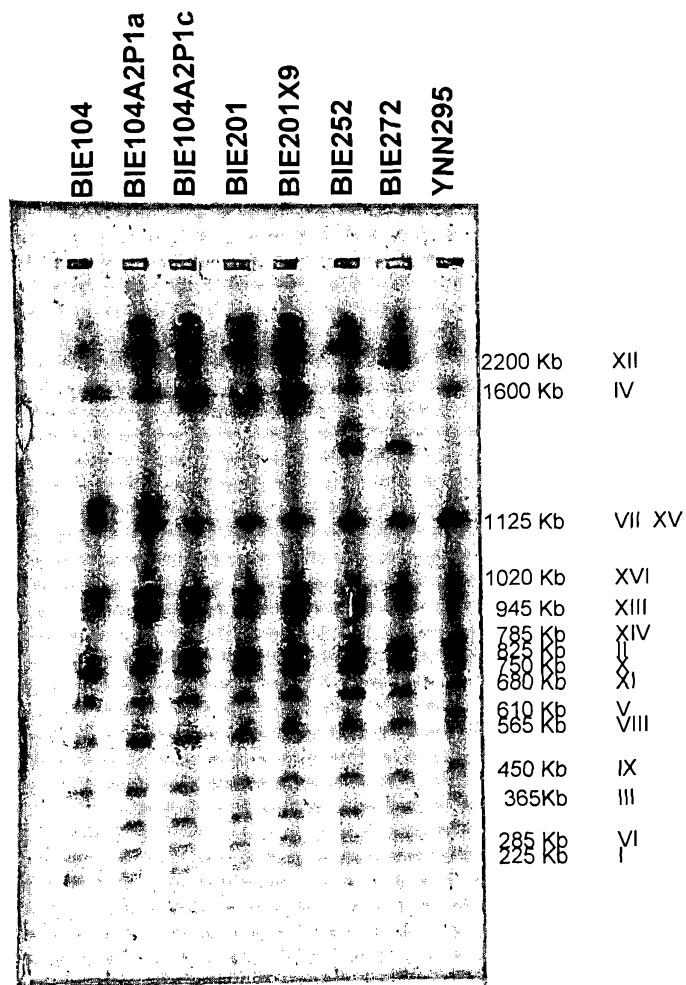 BIE104
BIE104A2P1a
BIE104A2P1c
BIE201
BIE201X9
BIE252
BIE272
YNN295
2200 Kb XII
1600 Kb IV
1125 Kb VII XV
1020 Kb XVI
945 Kb XIII
785 Kb XIV
825 Kb II
750 Kb X
680 Kb XI
610 Kb V
565 Kb VIII
450 Kb IX
365Kb III
285 Kb VI
225 Kb I